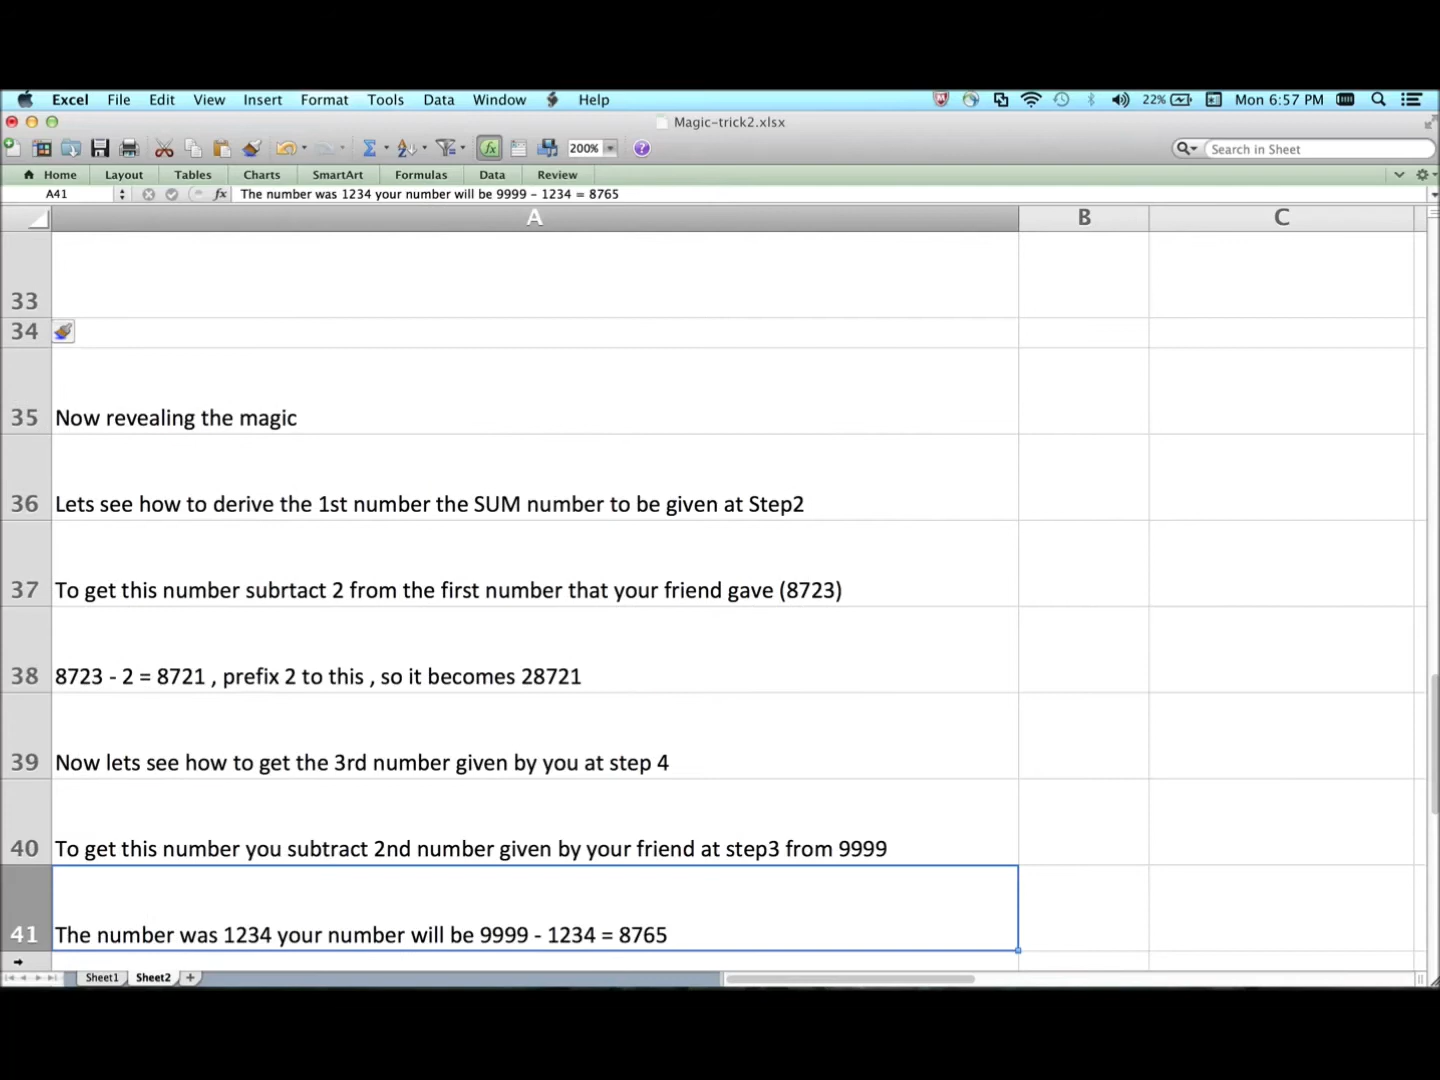 Excel File Edit View Insert Format Tools Data Window Help 22% Mon 6:57 PM
Magic-trick2.xlsx
200% Search in Sheet
Home Layout Tables Charts SmartArt Formulas Data Review
A41 fx The number was 1234 your number will be 9999 - 1234 = 8765
A B C
33
34
35 Now revealing the magic
36 Lets see how to derive the 1st number the SUM number to be given at Step2
37 To get this number subrtact 2 from the first number that your friend gave (8723)
38 8723 - 2 = 8721 , prefix 2 to this , so it becomes 28721
39 Now lets see how to get the 3rd number given by you at step 4
40 To get this number you subtract 2nd number given by your friend at step3 from 9999
41 The number was 1234 your number will be 9999 - 1234 = 8765
Sheet1 Sheet2 +